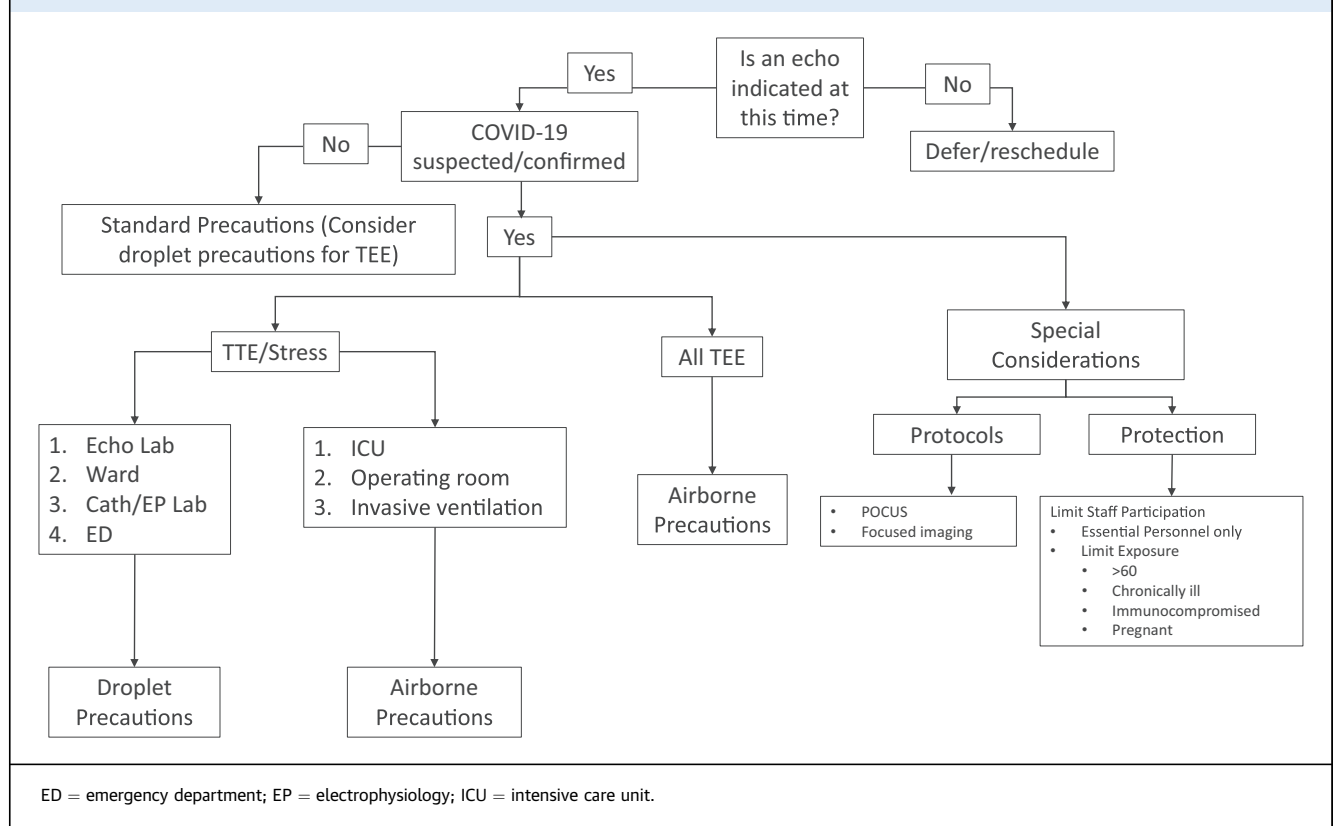 Is an echo
indicated at
this time?
Yes
No
Defer/reschedule
COVID-19
suspected/confirmed
No
Standard Precautions (Consider
droplet precautions for TEE)
Yes
TTE/Stress
All TEE
Special
Considerations
1. Echo Lab
2. Ward
3. Cath/EP Lab
4. ED
1. ICU
2. Operating room
3. Invasive ventilation
Airborne
Precautions
Protocols
Protection
• POCUS
• Focused imaging
Limit Staff Participation
• Essential Personnel only
• Limit Exposure
• >60
• Chronically ill
• Immunocompromised
• Pregnant
Droplet
Precautions
Airborne
Precautions
ED = emergency department; EP = electrophysiology; ICU = intensive care unit.